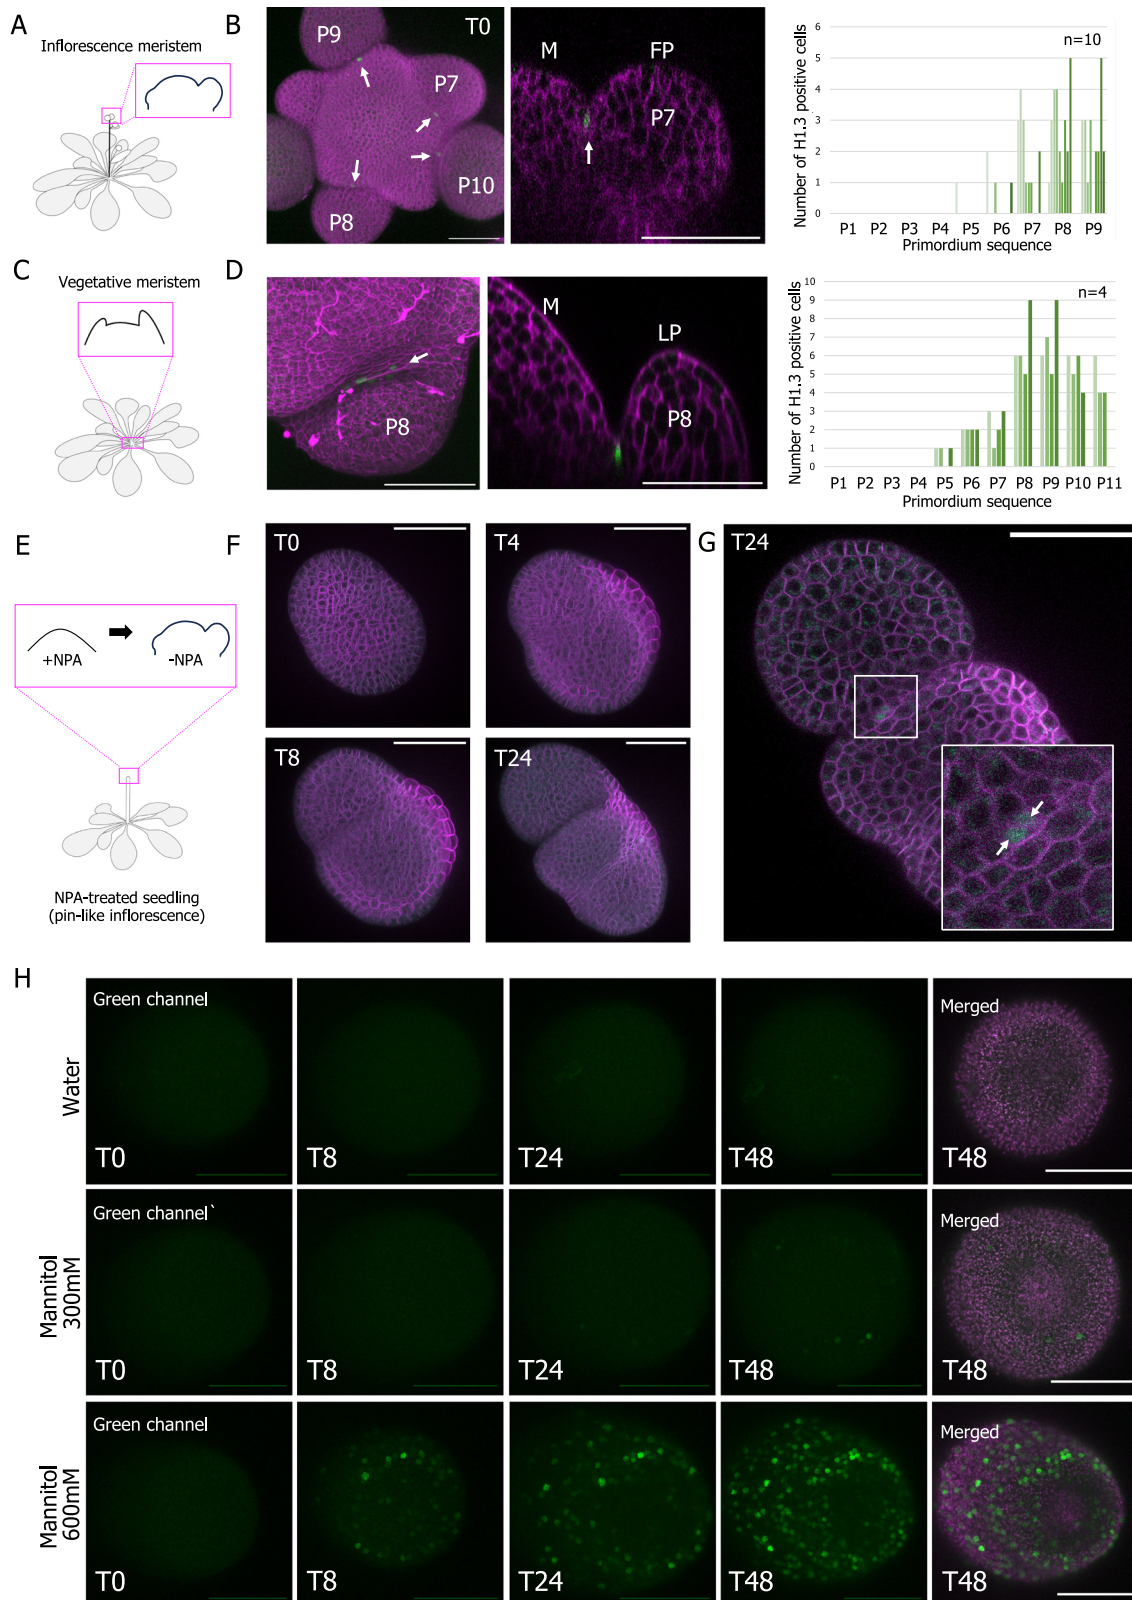 A
Inflorescence meristem
B
P9
T0
P7
P10
P8
M
FP
P7
Number of H1.3 positive cells
n=10
6
5
4
3
2
1
0
P1 P2 P3 P4 P5 P6 P7 P8 P9
Primordium sequence
C
Vegetative meristem
D
P8
M
LP
P8
Number of H1.3 positive cells
n=4
10
9
8
7
6
5
4
3
2
1
0
P1 P2 P3 P4 P5 P6 P7 P8 P9 P10 P11
Primordium sequence
E
+NPA
-NPA
NPA-treated seedling
(pin-like inflorescence)
F
T0
T4
T8
T24
G
T24
H
Water
Green channel
T0
T8
T24
T48
Merged
T48
Mannitol
300mM
Green channel`
T0
T8
T24
T48
Merged
T48
Mannitol
600mM
Green channel
T0
T8
T24
T48
Merged
T48